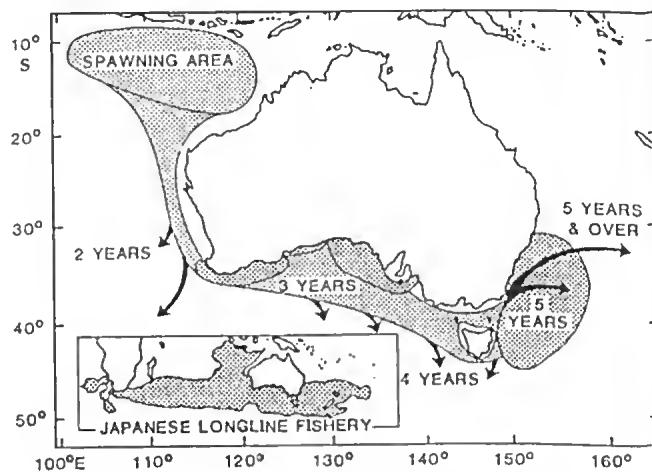 10°
S
SPAWNING AREA
20°
30°
2 YEARS
5 YEARS
& OVER
3 YEARS
5
YEARS
40°
4 YEARS
JAPANESE LONGLINE FISHERY
50°
100°E
110°
120°
130°
140°
150°
160°